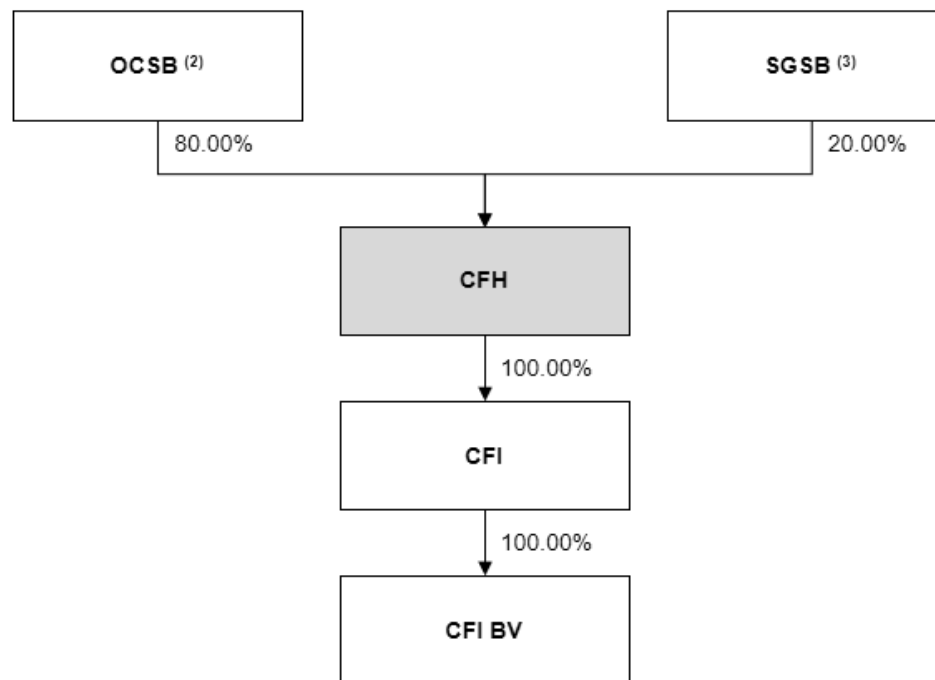 OCSB (2)
SGSB (3)
80.00%
20.00%
CFH
100.00%
CFI
100.00%
CFI BV